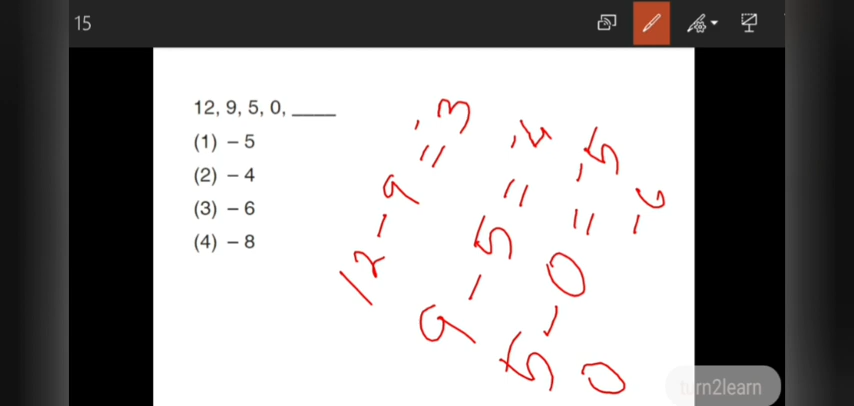 15
12, 9, 5, 0, ____
(1) – 5
(2) – 4
(3) – 6
(4) – 8
12 - 9 = 3
9 - 5 = 4
5 - 0 = 5
0 - 6
turn2learn